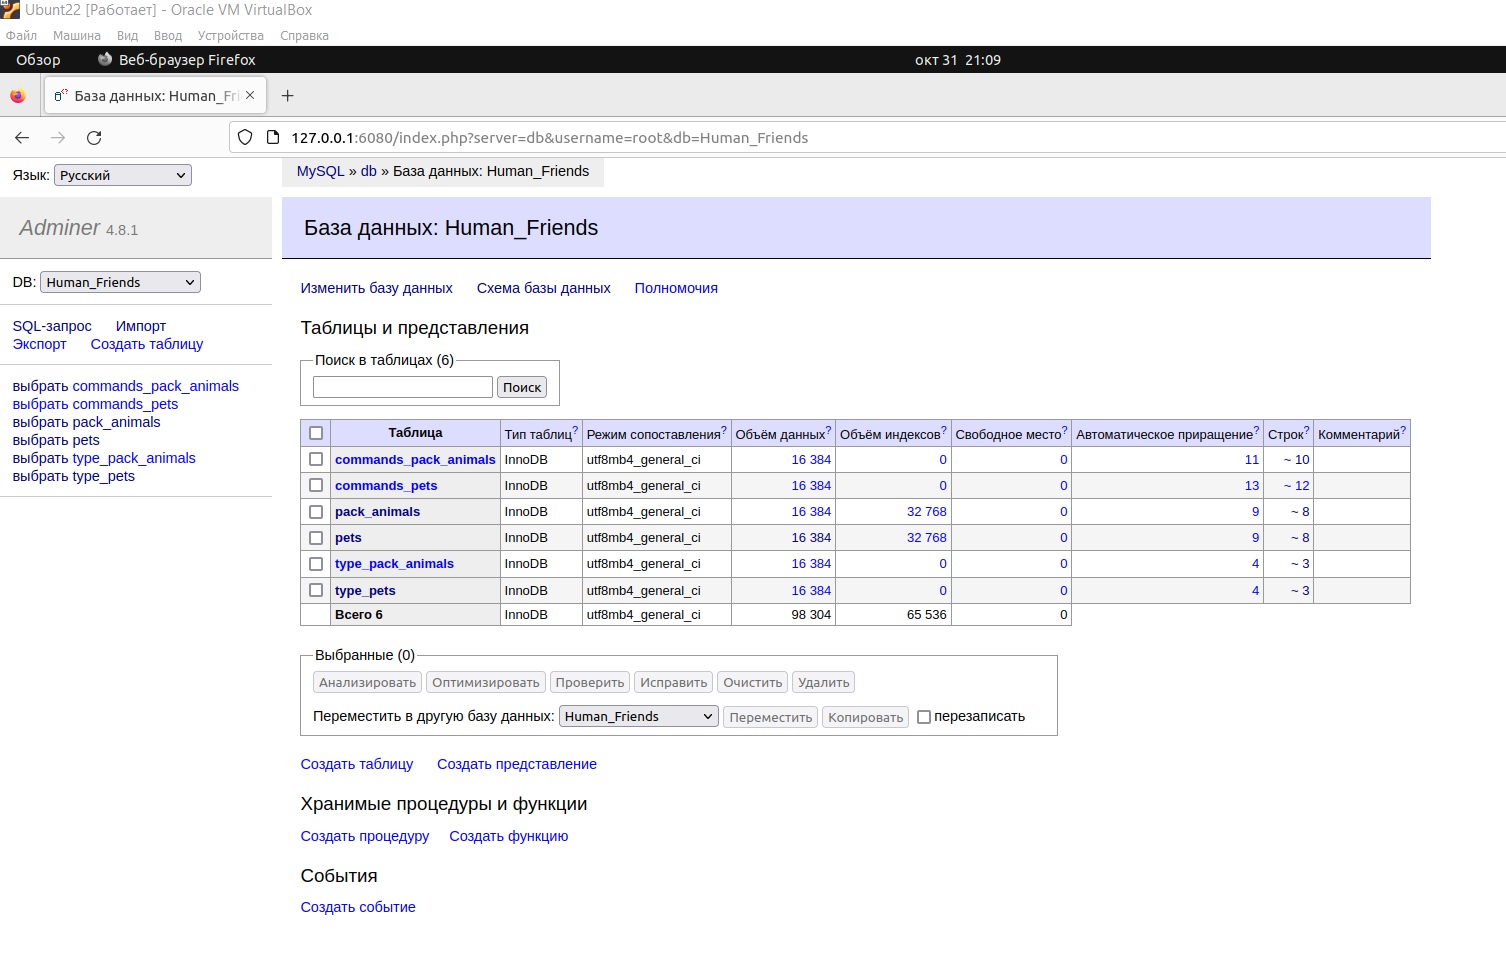 Ubunt22 [Работает] - Oracle VM VirtualBox
Файл Машина Вид Ввод Устройства Справка
Обзор Веб-браузер Firefox окт 31 21:09
База данных: Human_Fri
127.0.0.1:6080/index.php?server=db&username=root&db=Human_Friends
Язык: Русский
MySQL » db » База данных: Human_Friends
Adminer 4.8.1
База данных: Human_Friends
DB: Human_Friends
Изменить базу данных Схема базы данных Полномочия
SQL-запрос Импорт
Экспорт Создать таблицу
выбрать commands_pack_animals
выбрать commands_pets
выбрать pack_animals
выбрать pets
выбрать type_pack_animals
выбрать type_pets
Таблицы и представления
Поиск в таблицах (6)
Поиск
Таблица Тип таблиц? Режим сопоставления? Объём данных? Объём индексов? Свободное место? Автоматическое приращение? Строк? Комментарий?
commands_pack_animals InnoDB utf8mb4_general_ci 16 384 0 0 11 ~ 10
commands_pets InnoDB utf8mb4_general_ci 16 384 0 0 13 ~ 12
pack_animals InnoDB utf8mb4_general_ci 16 384 32 768 0 9 ~ 8
pets InnoDB utf8mb4_general_ci 16 384 32 768 0 9 ~ 8
type_pack_animals InnoDB utf8mb4_general_ci 16 384 0 0 4 ~ 3
type_pets InnoDB utf8mb4_general_ci 16 384 0 0 4 ~ 3
Всего 6 InnoDB utf8mb4_general_ci 98 304 65 536 0
Выбранные (0)
Анализировать Оптимизировать Проверить Исправить Очистить Удалить
Переместить в другую базу данных: Human_Friends Переместить Копировать перезаписать
Создать таблицу Создать представление
Хранимые процедуры и функции
Создать процедуру Создать функцию
События
Создать событие